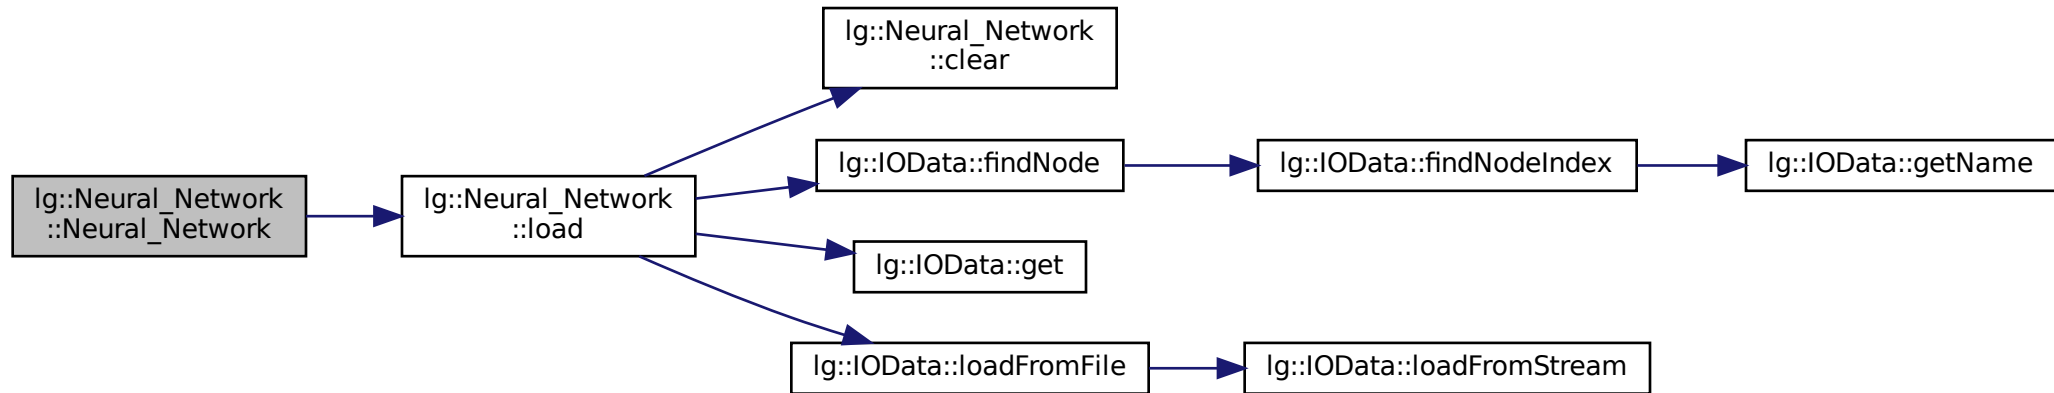 lg::Neural_Network
::Neural_Network
lg::Neural_Network
::load
lg::Neural_Network
::clear
lg::IOData::findNode
lg::IOData::findNodeIndex
lg::IOData::getName
lg::IOData::get
lg::IOData::loadFromFile
lg::IOData::loadFromStream